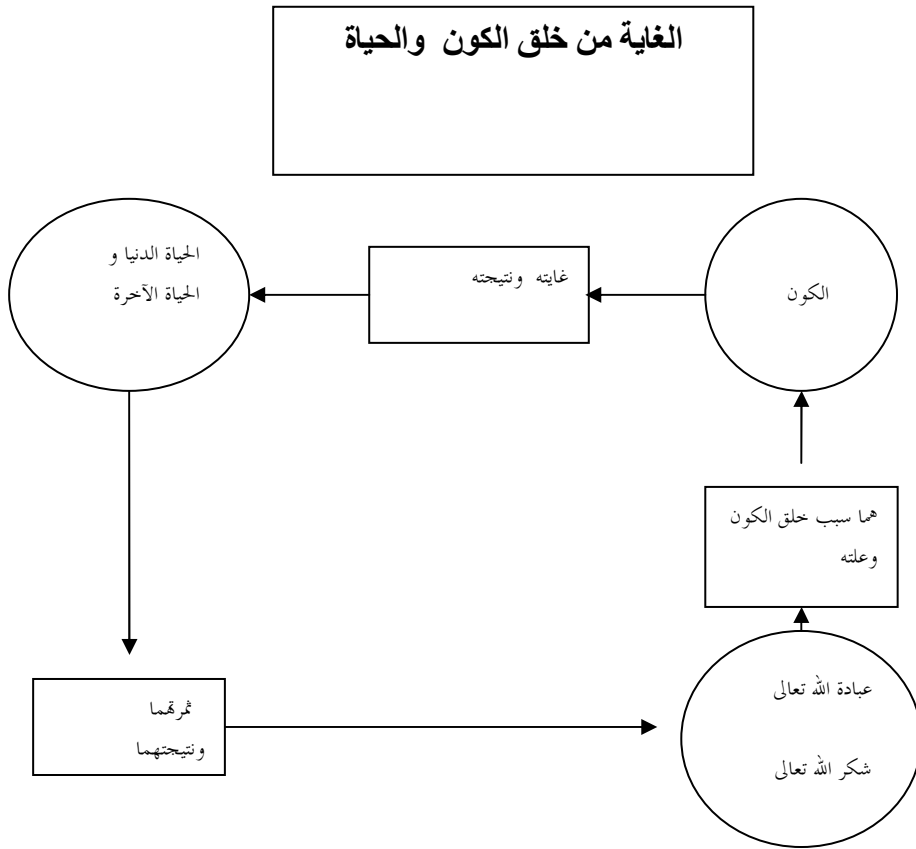 الغاية من خلق الكون والحياة
الكون
غايته ونتيجته
الحياة الدنيا و
الحياة الآخرة
هما سبب خلق الكون
وعلته
ثمرتهما
ونتيجتهما
عبادة الله تعالى
شكر الله تعالى